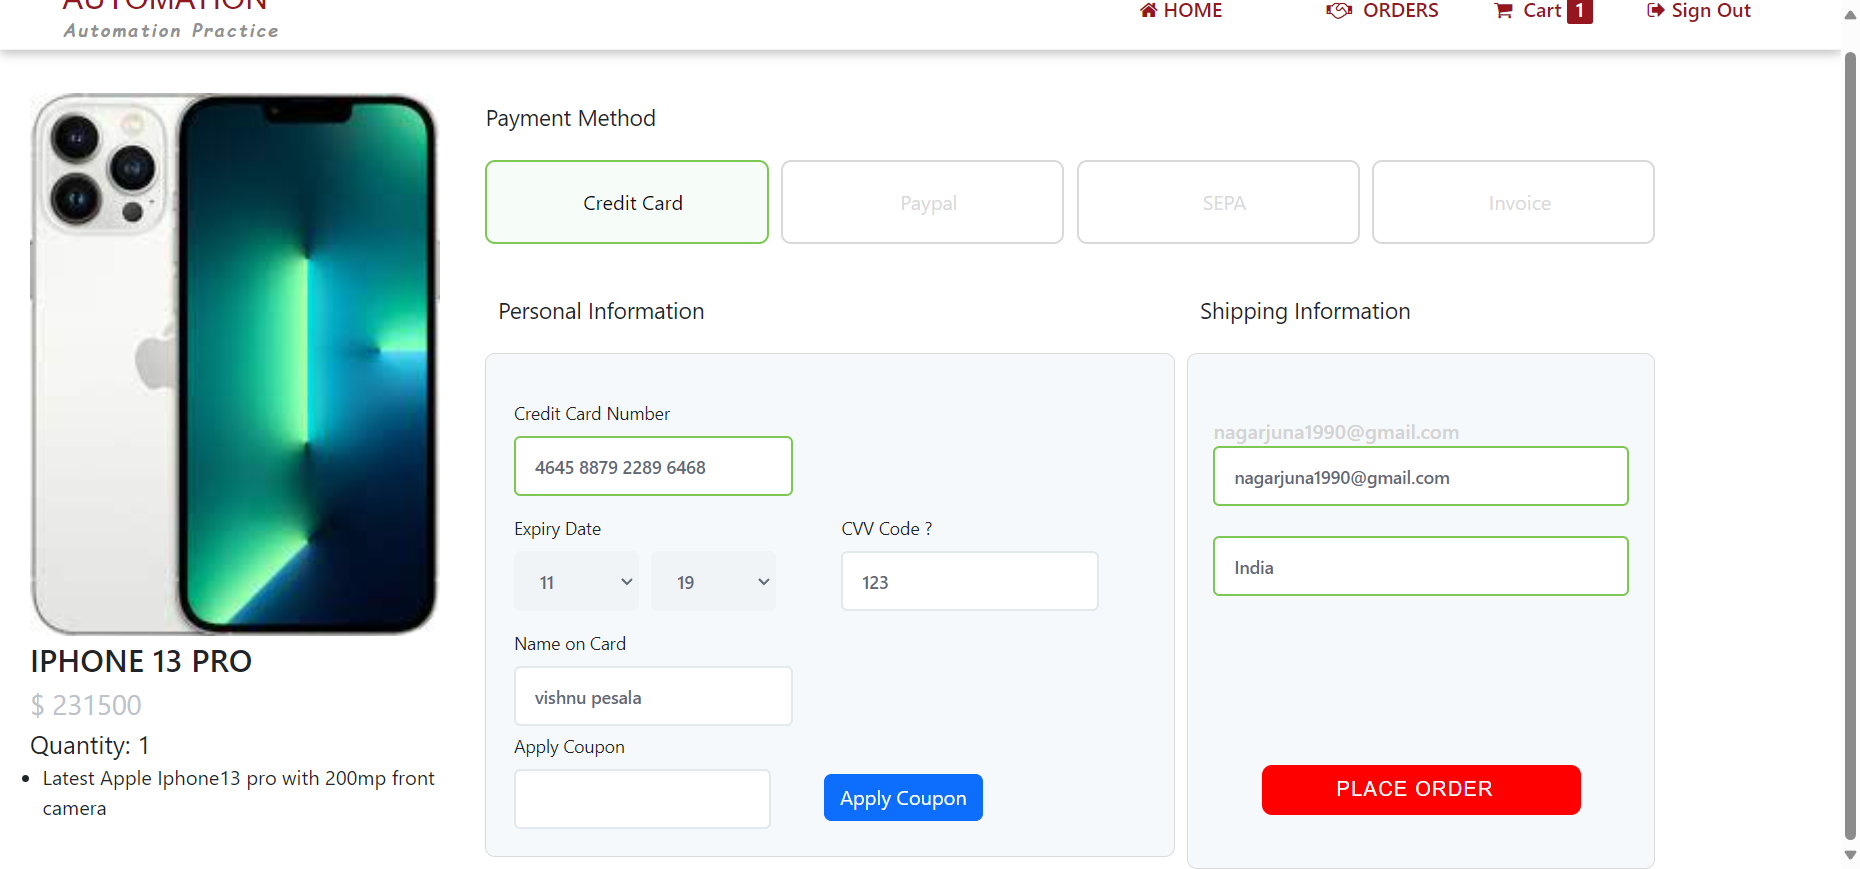 AUTOMATION
Automation Practice
HOME
ORDERS
Cart 1
Sign Out
Payment Method
Credit Card
Paypal
SEPA
Invoice
Personal Information
Shipping Information
Credit Card Number
4645 8879 2289 6468
Expiry Date
CVV Code ?
11
19
123
Name on Card
vishnu pesala
Apply Coupon
Apply Coupon
nagarjuna1990@gmail.com
nagarjuna1990@gmail.com
India
PLACE ORDER
IPHONE 13 PRO
$ 231500
Quantity: 1
Latest Apple Iphone13 pro with 200mp front
camera